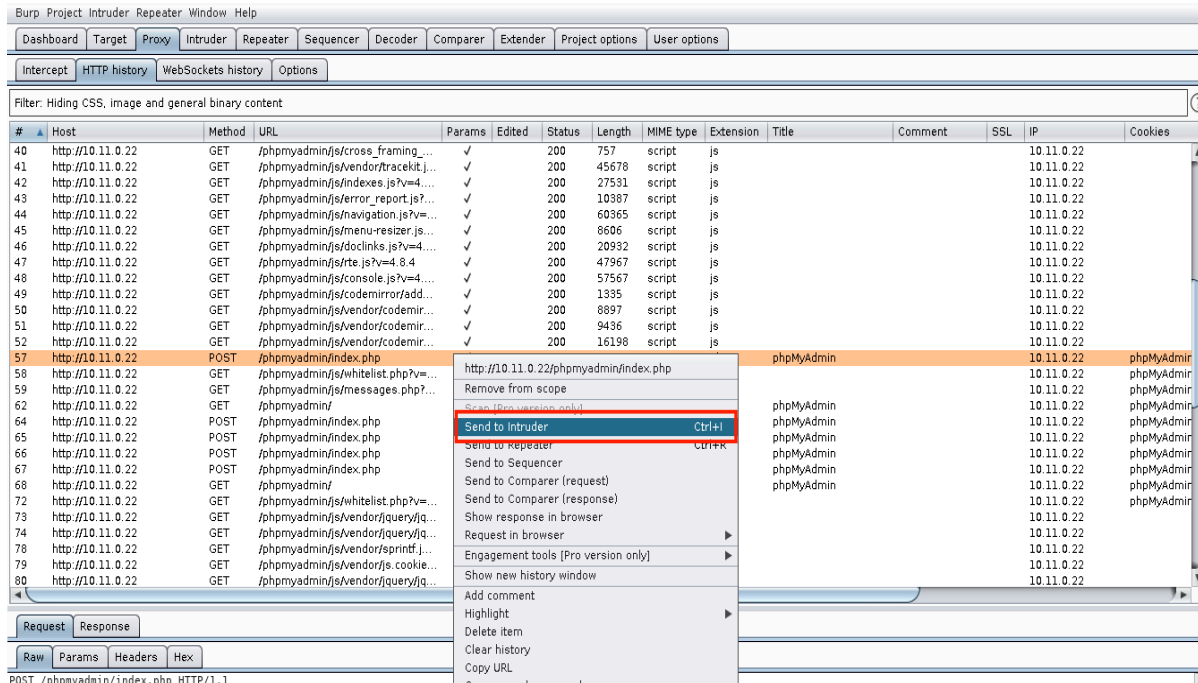 Burp Project Intruder Repeater Window Help
Dashboard Target Proxy Intruder Repeater Sequencer Decoder Comparer Extender Project options User options
Intercept HTTP history WebSockets history Options
Filter: Hiding CSS, image and general binary content
# Host Method URL Params Edited Status Length MIME type Extension Title Comment SSL IP Cookies
40 http://10.11.0.22 GET /phpmyadmin/js/cross_framing_... ✓ 200 757 script js 10.11.0.22
41 http://10.11.0.22 GET /phpmyadmin/js/vendor/tracekit.j... ✓ 200 45678 script js 10.11.0.22
42 http://10.11.0.22 GET /phpmyadmin/js/indexes.js?v=4.... ✓ 200 27531 script js 10.11.0.22
43 http://10.11.0.22 GET /phpmyadmin/js/error_report.js?... ✓ 200 10387 script js 10.11.0.22
44 http://10.11.0.22 GET /phpmyadmin/js/navigation.js?v=... ✓ 200 60365 script js 10.11.0.22
45 http://10.11.0.22 GET /phpmyadmin/js/menu-resizer.js... ✓ 200 8606 script js 10.11.0.22
46 http://10.11.0.22 GET /phpmyadmin/js/doclinks.js?v=4.... ✓ 200 20932 script js 10.11.0.22
47 http://10.11.0.22 GET /phpmyadmin/js/rte.js?v=4.8.4 ✓ 200 47967 script js 10.11.0.22
48 http://10.11.0.22 GET /phpmyadmin/js/console.js?v=4.... ✓ 200 57567 script js 10.11.0.22
49 http://10.11.0.22 GET /phpmyadmin/js/codemirror/add... ✓ 200 1335 script js 10.11.0.22
50 http://10.11.0.22 GET /phpmyadmin/js/vendor/codemir... ✓ 200 8897 script js 10.11.0.22
51 http://10.11.0.22 GET /phpmyadmin/js/vendor/codemir... ✓ 200 9436 script js 10.11.0.22
52 http://10.11.0.22 GET /phpmyadmin/js/vendor/codemir... ✓ 200 16198 script js 10.11.0.22
57 http://10.11.0.22 POST /phpmyadmin/index.php phpMyAdmin 10.11.0.22 phpMyAdmin
58 http://10.11.0.22 GET /phpmyadmin/js/whitelist.php?v=... 10.11.0.22 phpMyAdmin
59 http://10.11.0.22 GET /phpmyadmin/js/messages.php?... 10.11.0.22 phpMyAdmin
62 http://10.11.0.22 GET /phpmyadmin/ phpMyAdmin 10.11.0.22 phpMyAdmin
64 http://10.11.0.22 POST /phpmyadmin/index.php phpMyAdmin 10.11.0.22 phpMyAdmin
65 http://10.11.0.22 POST /phpmyadmin/index.php phpMyAdmin 10.11.0.22 phpMyAdmin
66 http://10.11.0.22 POST /phpmyadmin/index.php phpMyAdmin 10.11.0.22 phpMyAdmin
67 http://10.11.0.22 POST /phpmyadmin/index.php phpMyAdmin 10.11.0.22 phpMyAdmin
68 http://10.11.0.22 GET /phpmyadmin/ phpMyAdmin 10.11.0.22 phpMyAdmin
72 http://10.11.0.22 GET /phpmyadmin/js/whitelist.php?v=... 10.11.0.22 phpMyAdmin
73 http://10.11.0.22 GET /phpmyadmin/js/vendor/jquery/jq... 10.11.0.22
74 http://10.11.0.22 GET /phpmyadmin/js/vendor/jquery/jq... 10.11.0.22
78 http://10.11.0.22 GET /phpmyadmin/js/vendor/sprintf.j... 10.11.0.22
79 http://10.11.0.22 GET /phpmyadmin/js/vendor/js.cookie... 10.11.0.22
80 http://10.11.0.22 GET /phpmyadmin/js/vendor/jquery/jq... 10.11.0.22
http://10.11.0.22/phpmyadmin/index.php
Remove from scope
Scan [Pro version only]
Send to Intruder Ctrl+I
Send to Repeater Ctrl+R
Send to Sequencer
Send to Comparer (request)
Send to Comparer (response)
Show response in browser
Request in browser
Engagement tools [Pro version only]
Show new history window
Add comment
Highlight
Delete item
Clear history
Copy URL
Request Response
Raw Params Headers Hex
POST /phpmyadmin/index.php HTTP/1.1